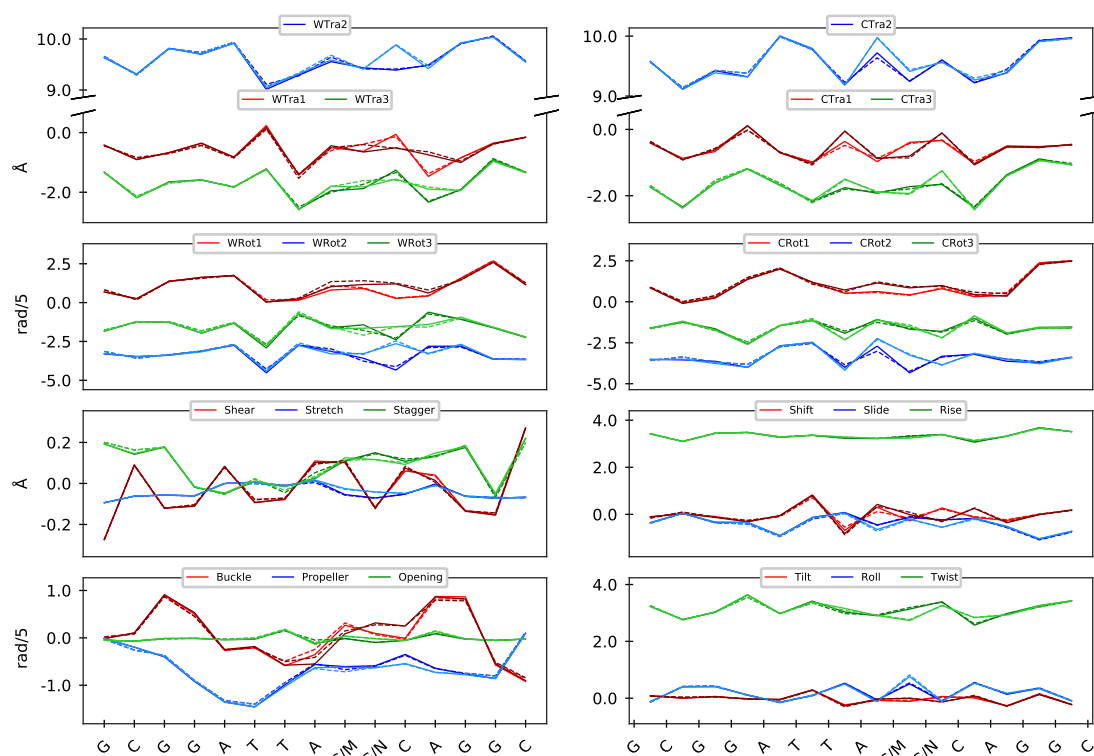 WTra2
10.0
9.0
WTra1 WTra3
0.0
-2.0
Å
WRot1 WRot2 WRot3
2.5
0.0
-2.5
-5.0
rad/5
Shear Stretch Stagger
0.2
0.0
-0.2
Å
Buckle Propeller Opening
1.0
0.0
-1.0
rad/5
G C G G A T T A /M /N C A G G C
CTra2
10.0
9.0
CTra1 CTra3
0.0
-2.0
CRot1 CRot2 CRot3
2.5
0.0
-2.5
-5.0
Shift Slide Rise
4.0
2.0
0.0
Tilt Roll Twist
4.0
2.0
0.0
G G C G G A T T A /M /N C A G G C